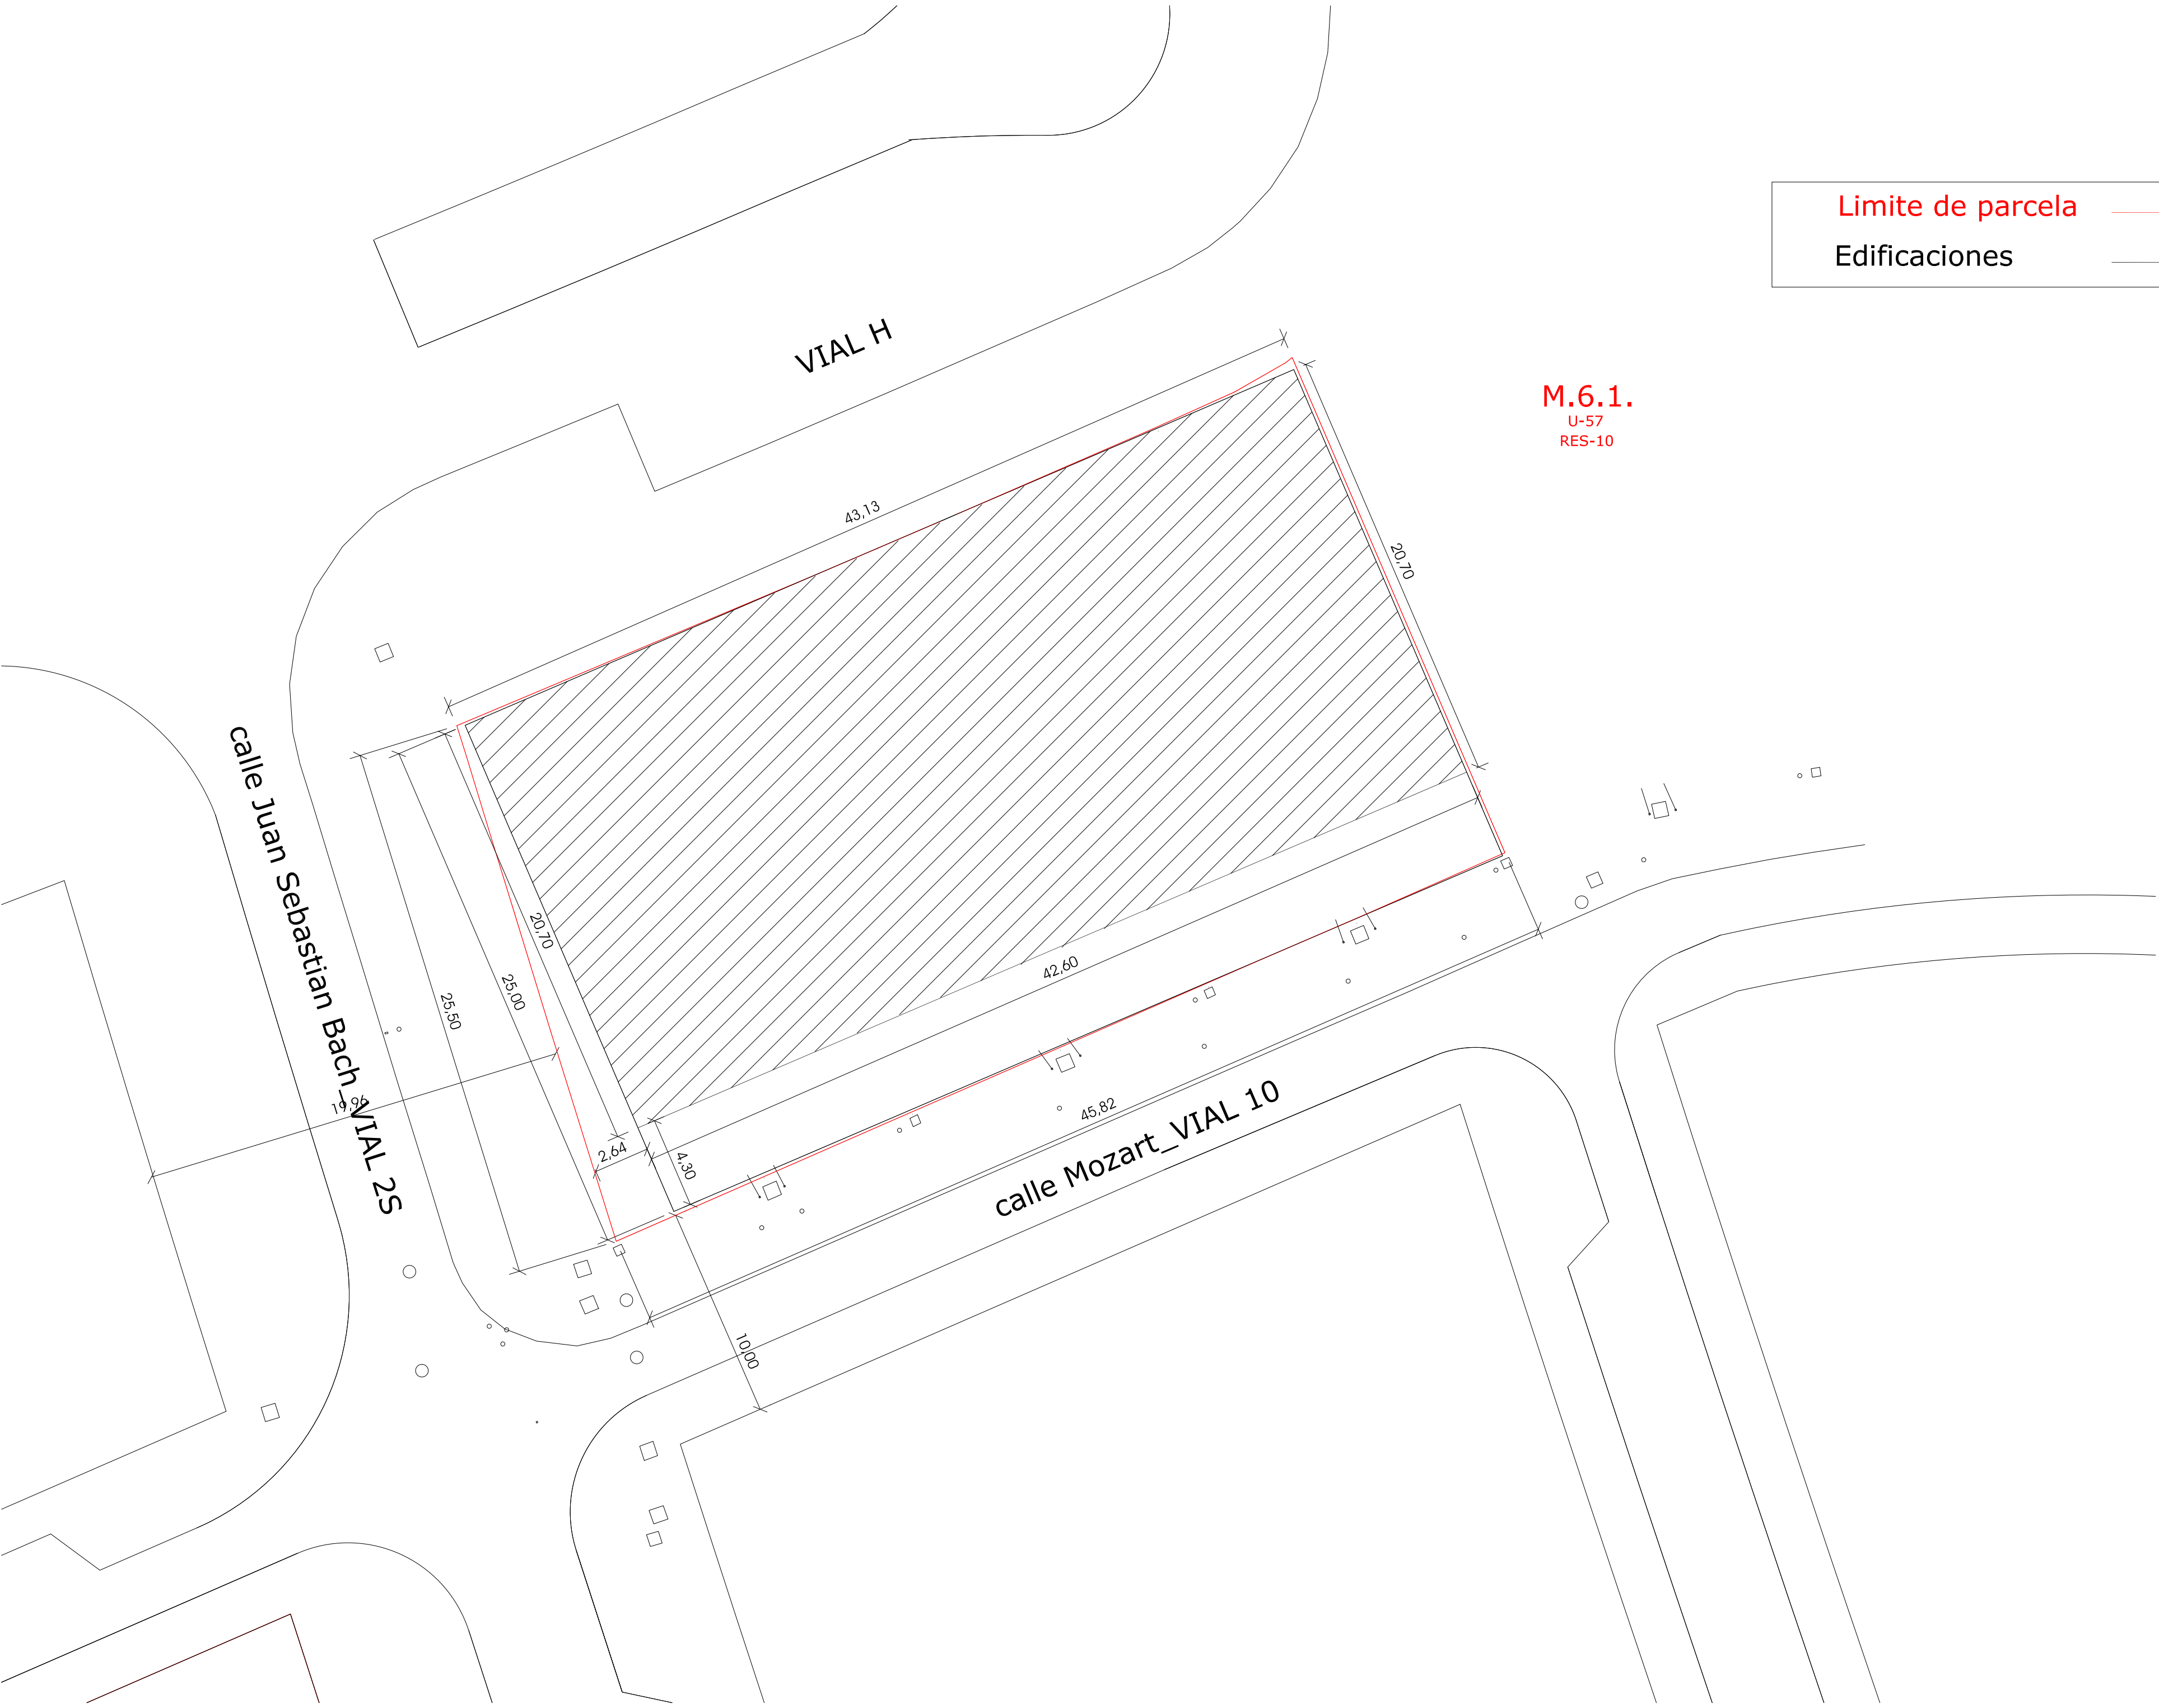 Limite de parcela
Edificaciones
VIAL H
M.6.1.
U-57
RES-10
43,13
20,70
calle Juan Sebastian Bach_VIAL 2S
20,70
25,00
25,50
42,60
19,96
45,82
calle Mozart_VIAL 10
2,64
4,30
10,00